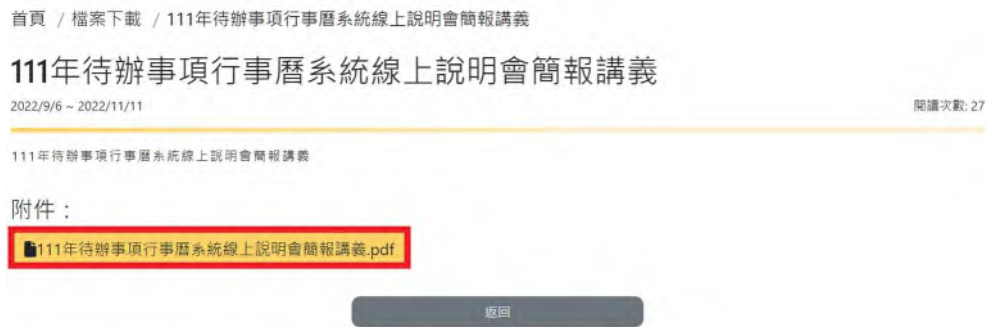 首頁 / 檔案下載 / 111年待辦事項行事曆系統線上說明會簡報講義
111年待辦事項行事曆系統線上說明會簡報講義
2022/9/6 ~ 2022/11/11 閱讀次數: 27
111年待辦事項行事曆系統線上說明會簡報講義
附件：
111年待辦事項行事曆系統線上說明會簡報講義.pdf
返回